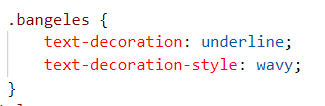 .bangeles {
    text-decoration: underline;
    text-decoration-style: wavy;
}